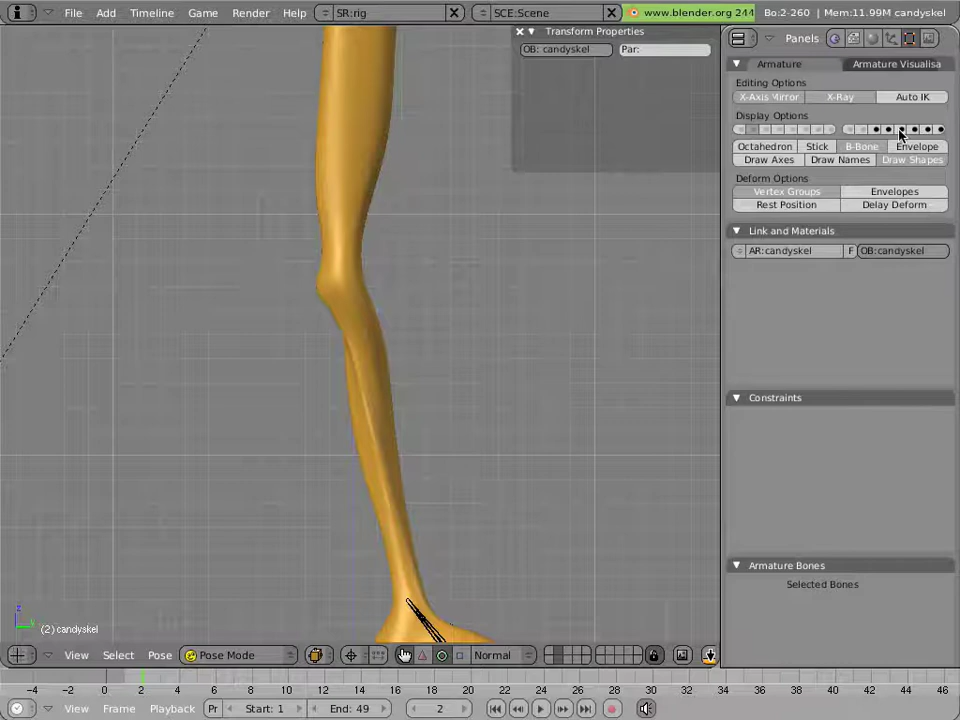 File Add Timeline Game Render Help SR:rig SCE:Scene www.blender.org 244 Bo:2-260 | Mem:11.99M candyskel
Transform Properties
OB: candyskel Par:
Panels
Armature Armature Visualisa
Editing Options
X-Axis Mirror X-Ray Auto IK
Display Options
Octahedron Stick B-Bone Envelope
Draw Axes Draw Names Draw Shapes
Deform Options
Vertex Groups Envelopes
Rest Position Delay Deform
Link and Materials
AR:candyskel F OB:candyskel
Constraints
Armature Bones
Selected Bones
z
y
(2) candyskel
View Select Pose Pose Mode Normal
-4 -2 0 2 4 6 8 10 12 14 16 18 20 22 24 26 28 30 32 34 36 38 40 42 44 46
View Frame Playback Pr Start: 1 End: 49 2